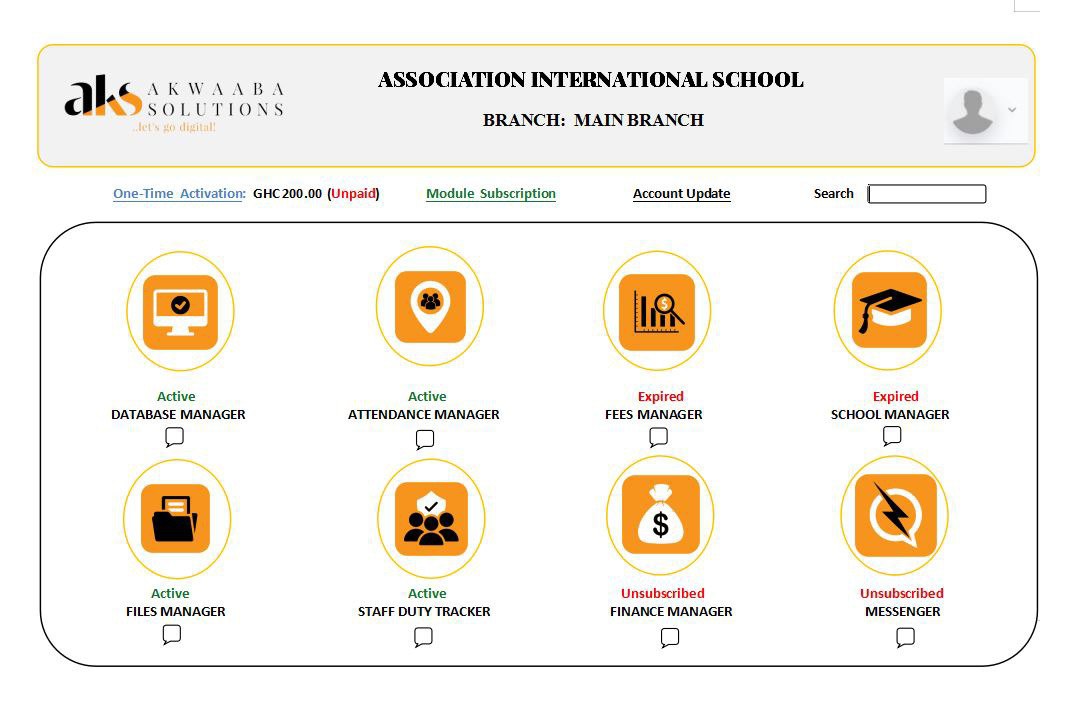 aks AKWAABA
SOLUTIONS
..let's go digital!
ASSOCIATION INTERNATIONAL SCHOOL
BRANCH: MAIN BRANCH
One-Time Activation: GHC 200.00 (Unpaid) Module Subscription Account Update Search
$
Active Active Expired Expired
DATABASE MANAGER ATTENDANCE MANAGER FEES MANAGER SCHOOL MANAGER
$
Active Active Unsubscribed Unsubscribed
FILES MANAGER STAFF DUTY TRACKER FINANCE MANAGER MESSENGER